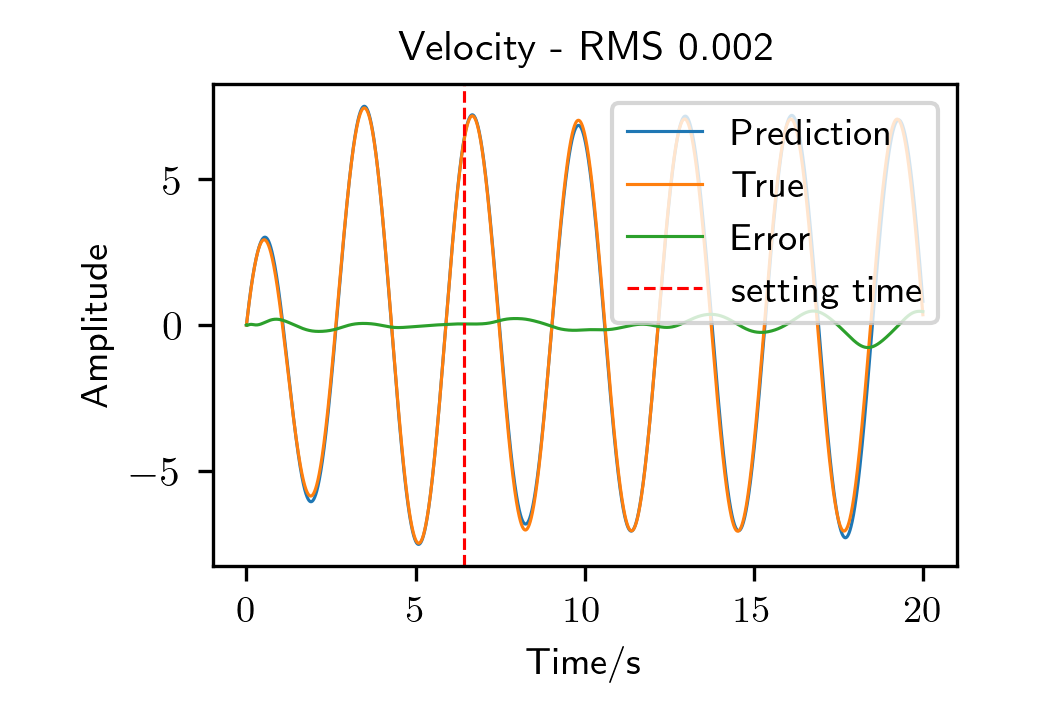 Velocity - RMS 0.002
Prediction
True
Error
setting time
Amplitude
5
0
−5
0 5 10 15 20
Time/s